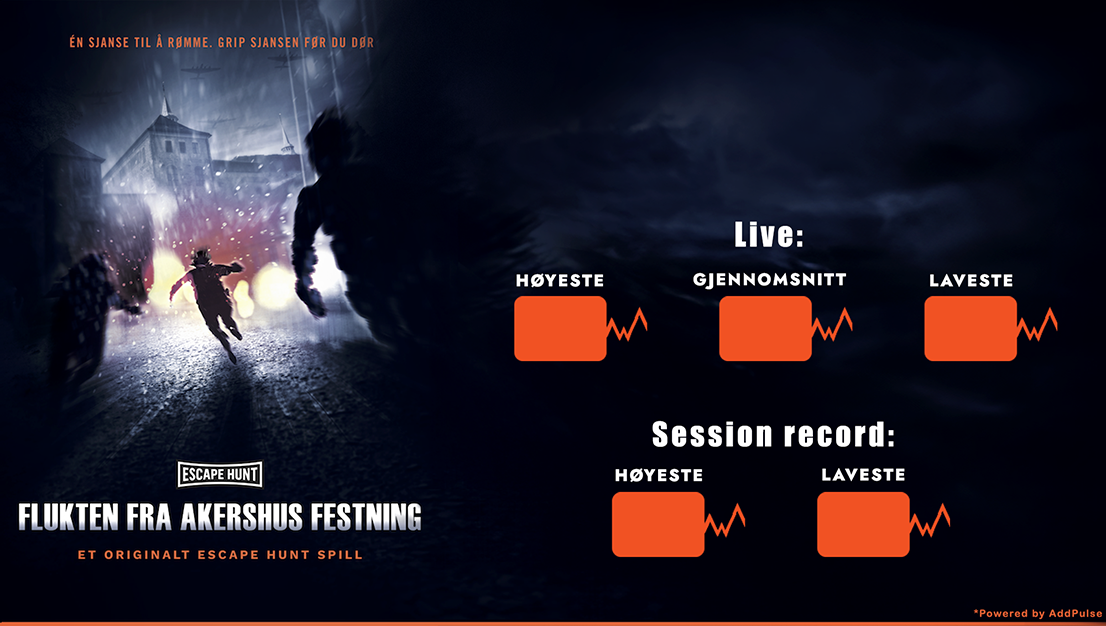 ÉN SJANSE TIL Å RØMME. GRIP SJANSEN FØR DU DØR
ESCAPE HUNT
FLUKTEN FRA AKERSHUS FESTNING
ET ORIGINALT ESCAPE HUNT SPILL
Live:
HØYESTE
GJENNOMSNITT
LAVESTE
Session record:
HØYESTE
LAVESTE
*Powered by AddPulse